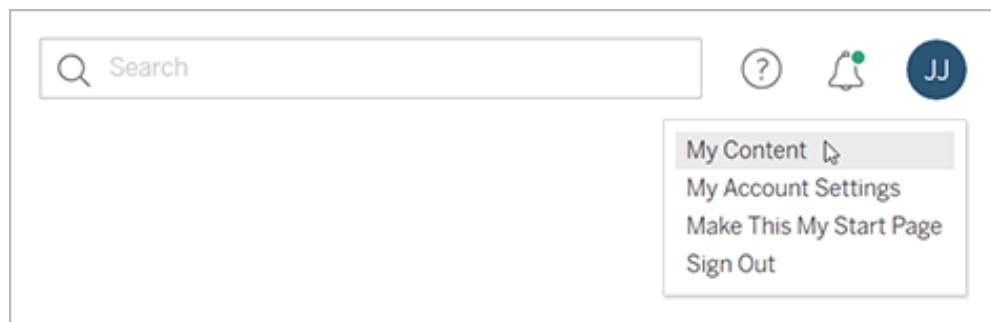 Search
?
JJ
My Content
My Account Settings
Make This My Start Page
Sign Out